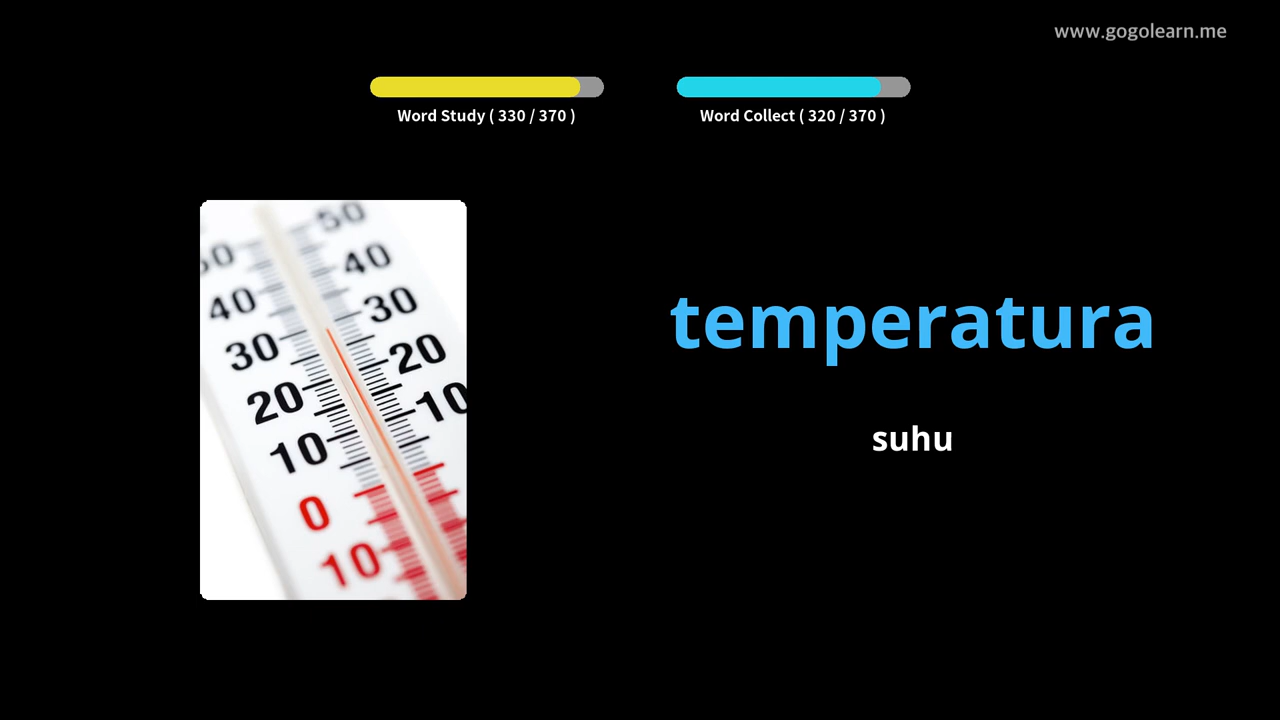 www.gogolearn.me
Word Study ( 330 / 370 )
Word Collect ( 320 / 370 )
50
40
40
30
30
20
20
10
10
0
10
temperatura
suhu